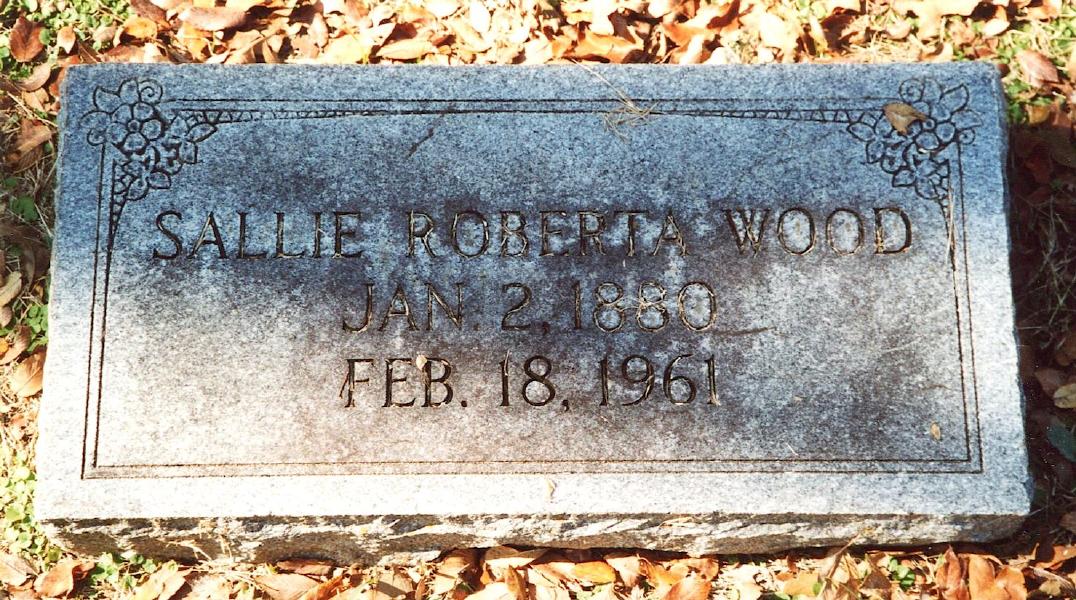 SALLIE ROBERTA WOOD
JAN. 2, 1880
FEB. 18, 1961